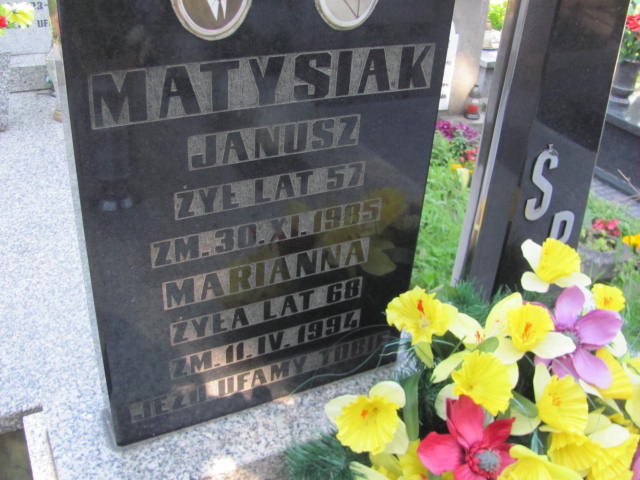 MATYSIAK
JANUSZ
ŻYŁ LAT 57
ZM. 30. XI. 1985
MARIANNA
ŻYŁA LAT 68
ZM. 11. IV. 1994
JEZU UFAMY TOBIE
Ś